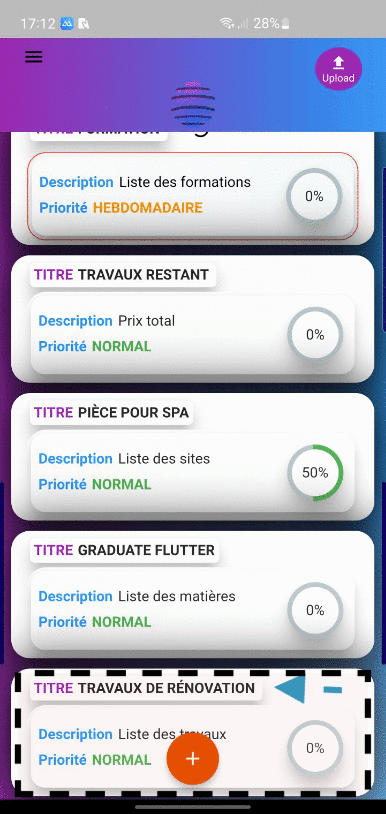 17:12
28%
Upload
TITRE FORMATION
Description Liste des formations
Priorité HEBDOMADAIRE
0%
TITRE TRAVAUX RESTANT
Description Prix total
Priorité NORMAL
0%
TITRE PIÈCE POUR SPA
Description Liste des sites
Priorité NORMAL
50%
TITRE GRADUATE FLUTTER
Description Liste des matières
Priorité NORMAL
0%
TITRE TRAVAUX DE RÉNOVATION
Description Liste des travaux
Priorité NORMAL
0%